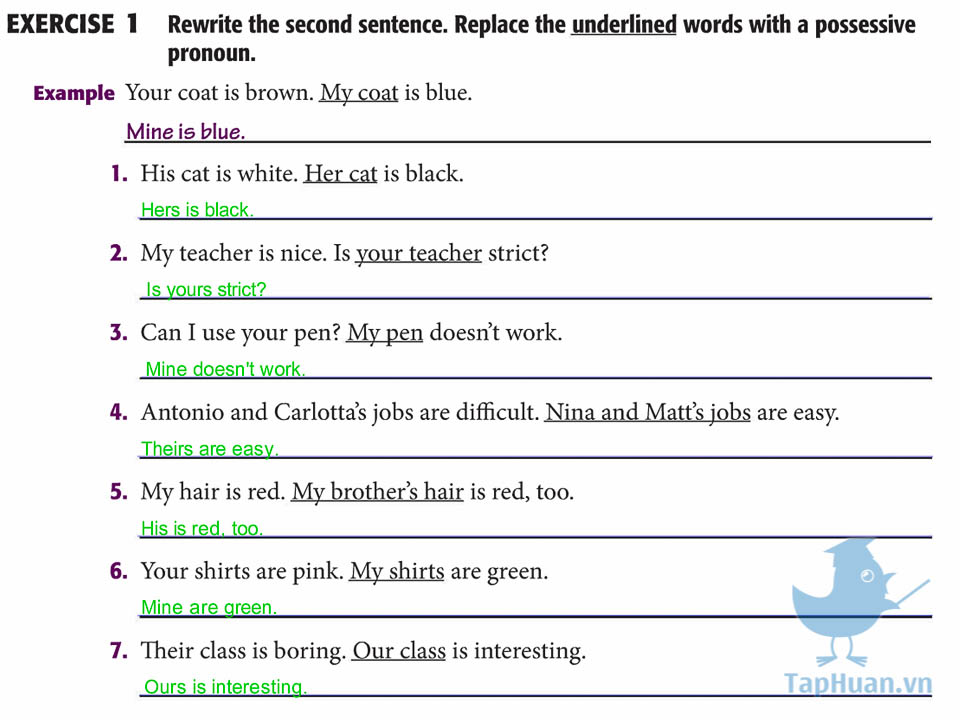 EXERCISE 1 Rewrite the second sentence. Replace the underlined words with a possessive
pronoun.
Example Your coat is brown. My coat is blue.
Mine is blue.
1. His cat is white. Her cat is black.
Hers is black.
2. My teacher is nice. Is your teacher strict?
Is yours strict?
3. Can I use your pen? My pen doesn’t work.
Mine doesn't work.
4. Antonio and Carlotta’s jobs are difficult. Nina and Matt’s jobs are easy.
Theirs are easy.
5. My hair is red. My brother’s hair is red, too.
His is red, too.
6. Your shirts are pink. My shirts are green.
Mine are green.
7. Their class is boring. Our class is interesting.
Ours is interesting.
TapHuan.vn